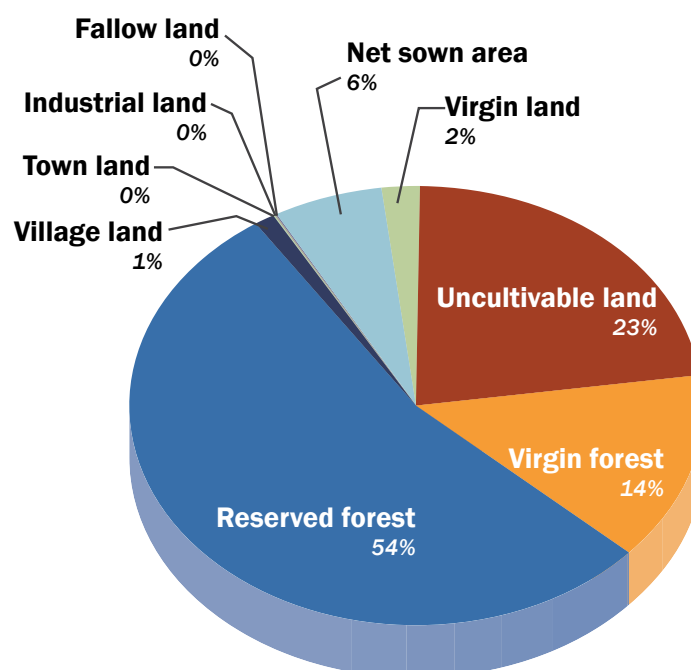 Fallow land
0%
Net sown area
6%
Industrial land
0%
Virgin land
2%
Town land
0%
Village land
1%
Uncultivable land
23%
Virgin forest
14%
Reserved forest
54%